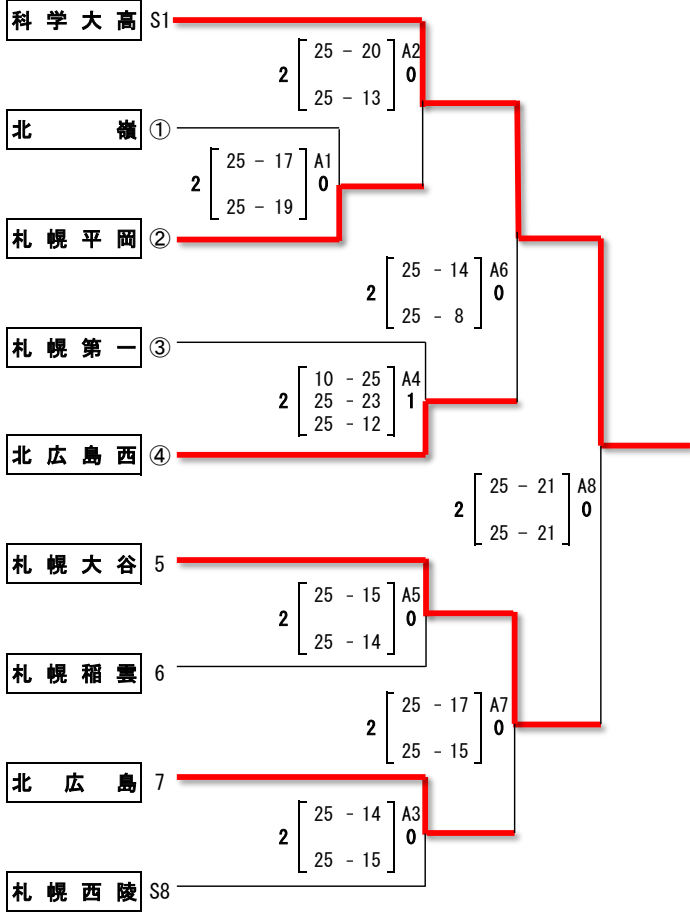 科学大高 S1
25 - 20 A2
2 0
25 - 13
北嶺 ①
25 - 17 A1
2 0
25 - 19
札幌平岡 ②
25 - 14 A6
2 0
25 - 8
札幌第一 ③
10 - 25 A4
2 25 - 23 1
25 - 12
北広島西 ④
25 - 21 A8
2 0
25 - 21
札幌大谷 5
25 - 15 A5
2 0
25 - 14
札幌稲雲 6
25 - 17 A7
2 0
25 - 15
北広島 7
25 - 14 A3
2 0
25 - 15
札幌西陵 S8